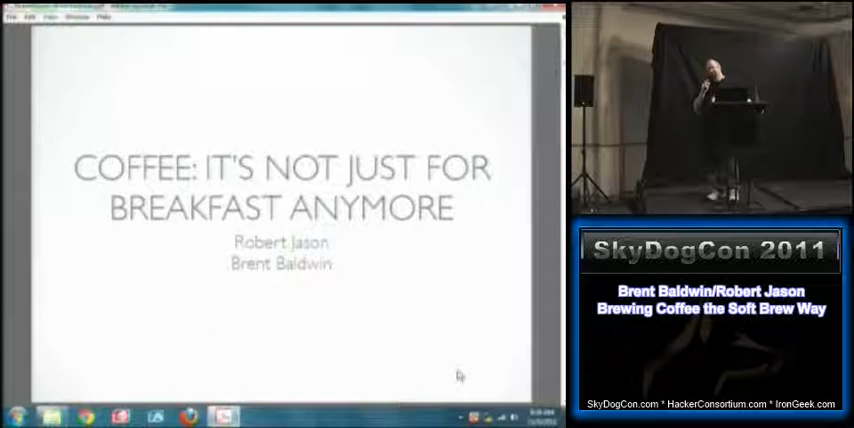 COFFEE: IT'S NOT JUST FOR
BREAKFAST ANYMORE
Robert Jason
Brent Baldwin
SkyDogCon 2011
Brent Baldwin/Robert Jason
Brewing Coffee the Soft Brew Way
SkyDogCon.com * HackerConsortium.com * IronGeek.com